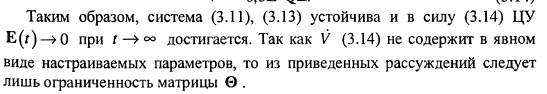 Таким образом, система (3.11), (3.13) устойчива и в силу (3.14) ЦУ
E(t)→0 при t→∞ достигается. Так как V̇ (3.14) не содержит в явном
виде настраиваемых параметров, то из приведенных рассуждений следует
лишь ограниченность матрицы Θ .